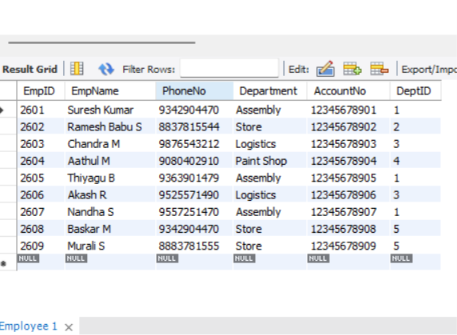 Result Grid Filter Rows: Edit: Export/Impo
EmpID EmpName PhoneNo Department AccountNo DeptID
2601 Suresh Kumar 9342904470 Assembly 12345678901 1
2602 Ramesh Babu S 8837815544 Store 12345678902 2
2603 Chandra M 9876543212 Logistics 12345678903 3
2604 Aathul M 9080402910 Paint Shop 12345678904 4
2605 Thiyagu B 9363901479 Assembly 12345678905 1
2606 Akash R 9525571490 Logistics 12345678906 3
2607 Nandha S 9557251470 Assembly 12345678907 1
2608 Baskar M 9342904470 Store 12345678908 5
2609 Murali S 8883781555 Store 12345678909 5
NULL NULL NULL NULL NULL NULL
Employee 1